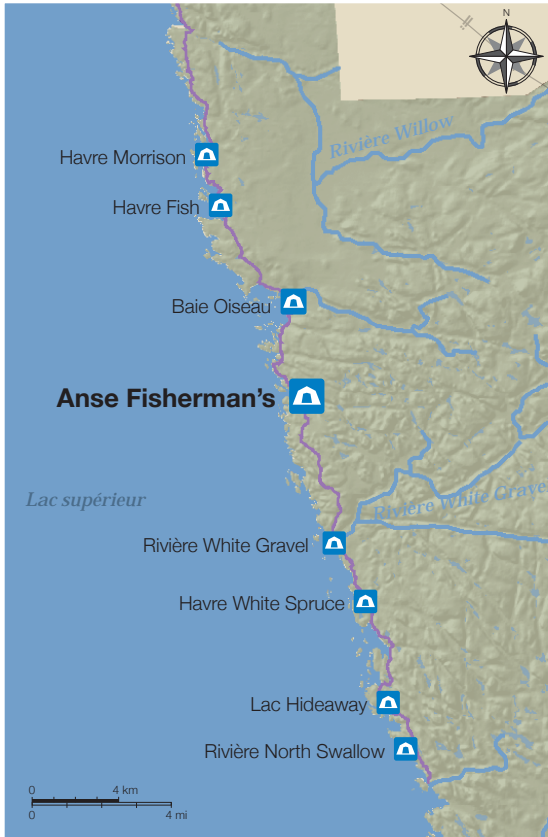 N
Rivière Willow
Havre Morrison
Havre Fish
Baie Oiseau
Anse Fisherman's
Lac supérieur
Rivière White Gravel
Rivière White Gravel
Havre White Spruce
Lac Hideaway
Rivière North Swallow
0 4 km
0 4 mi